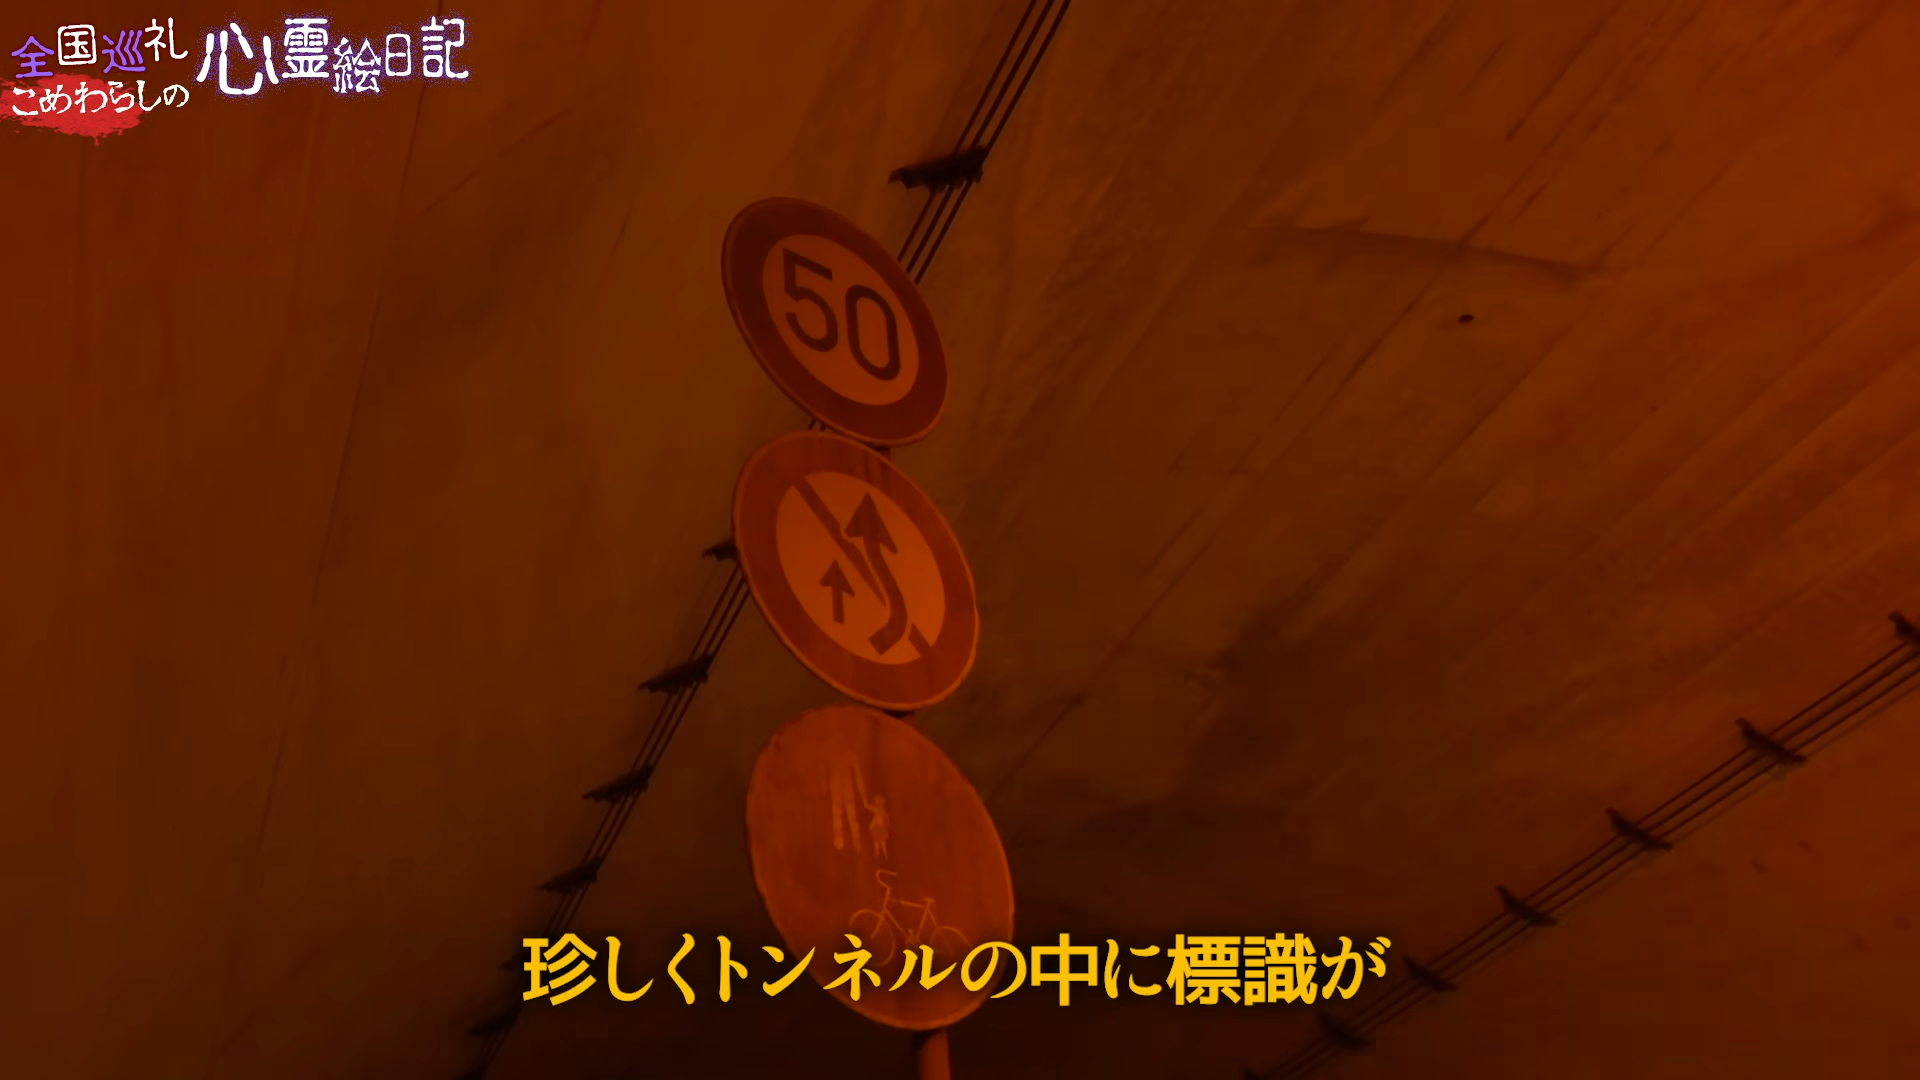 全国巡礼
こめわらしの
心霊絵日記
50
珍しくトンネルの中に標識が